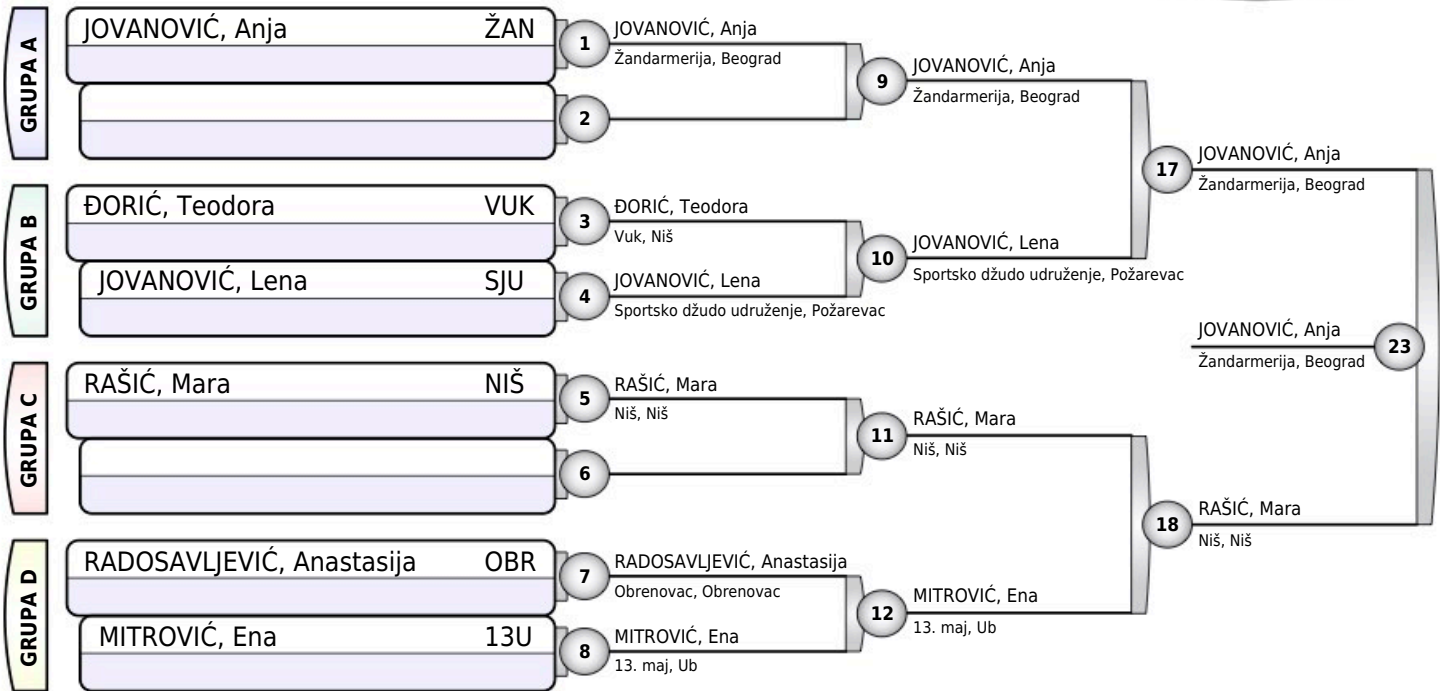 GRUPA A
JOVANOVIĆ, Anja ŽAN
1
JOVANOVIĆ, Anja
Žandarmerija, Beograd
2
9
JOVANOVIĆ, Anja
Žandarmerija, Beograd
GRUPA B
ĐORIĆ, Teodora VUK
3
ĐORIĆ, Teodora
Vuk, Niš
JOVANOVIĆ, Lena SJU
4
JOVANOVIĆ, Lena
Sportsko džudo udruženje, Požarevac
10
JOVANOVIĆ, Lena
Sportsko džudo udruženje, Požarevac
17
JOVANOVIĆ, Anja
Žandarmerija, Beograd
GRUPA C
RAŠIĆ, Mara NIŠ
5
RAŠIĆ, Mara
Niš, Niš
6
11
RAŠIĆ, Mara
Niš, Niš
GRUPA D
RADOSAVLJEVIĆ, Anastasija OBR
7
RADOSAVLJEVIĆ, Anastasija
Obrenovac, Obrenovac
MITROVIĆ, Ena 13U
8
MITROVIĆ, Ena
13. maj, Ub
12
MITROVIĆ, Ena
13. maj, Ub
18
RAŠIĆ, Mara
Niš, Niš
JOVANOVIĆ, Anja
Žandarmerija, Beograd
23